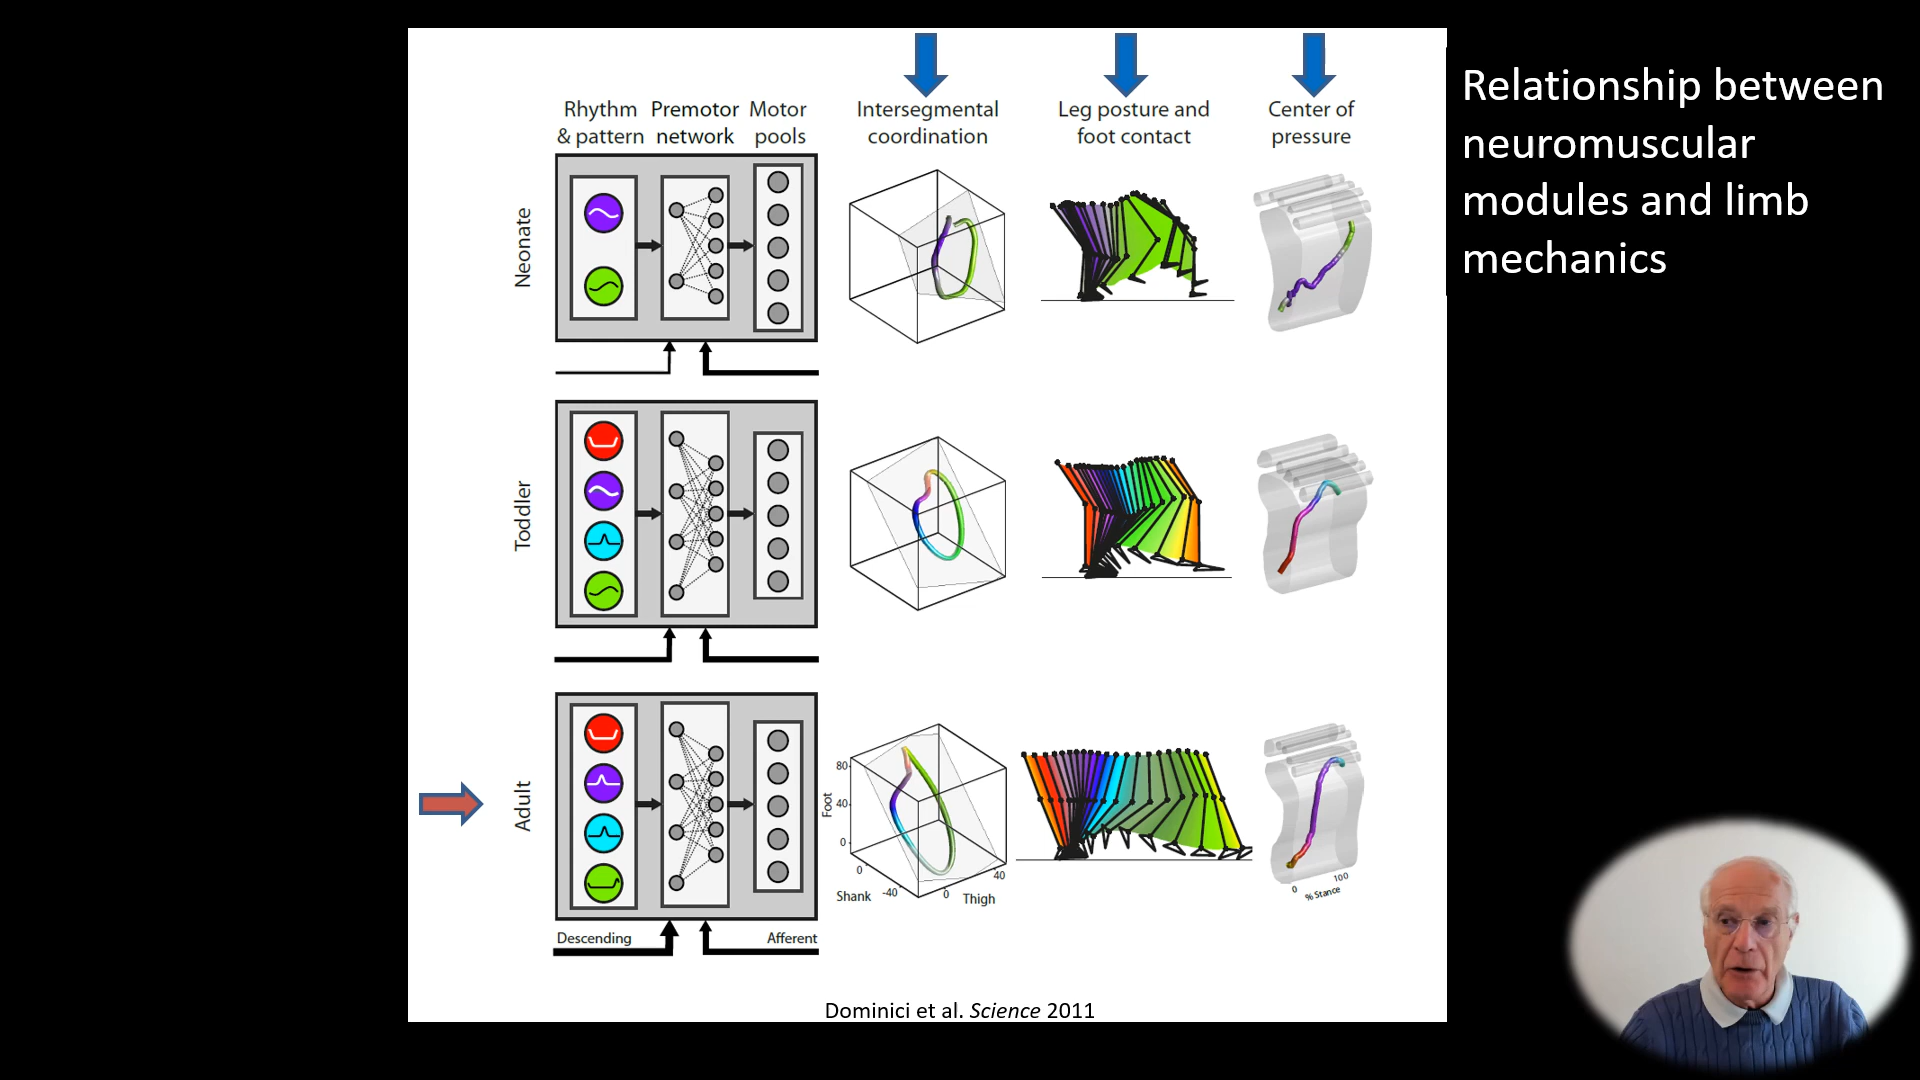 Relationship between
neuromuscular
modules and limb
mechanics
Rhythm
& pattern
Premotor
network
Motor
pools
Intersegmental
coordination
Leg posture and
foot contact
Center of
pressure
Neonate
Toddler
Adult
80
40
0
Foot
0
-40
Shank
0
40
Thigh
0
100
% Stance
Descending
Afferent
Dominici et al. Science 2011